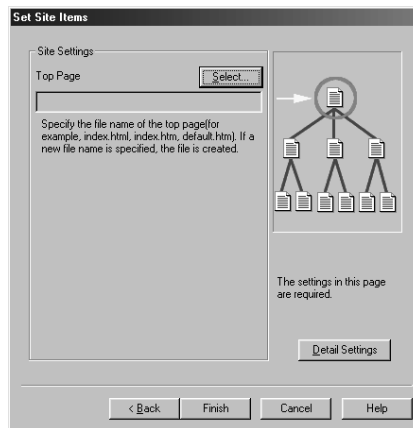 Set Site Items
Site Settings
Top Page
Select...
Specify the file name of the top page(for
example, index.html, index.htm, default.htm). If a
new file name is specified, the file is created.
The settings in this page
are required.
Detail Settings
< Back
Finish
Cancel
Help